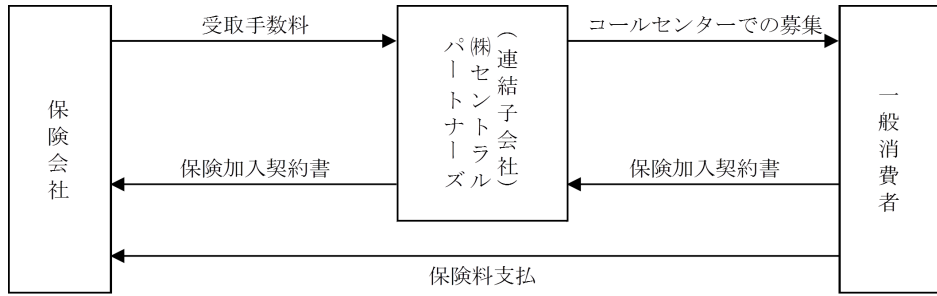 受取手数料
コールセンターでの募集
保険会社
（連結子会社）
㈱セントラル
パートナーズ
一般消費者
保険加入契約書
保険加入契約書
保険料支払